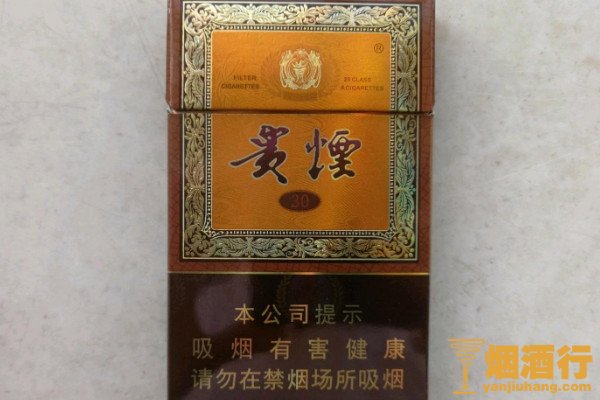 ®
FILTER
CIGARETTES
20 CLASS
A CIGARETTES
贵煙
30
本公司提示
吸烟有害健康
请勿在禁烟场所吸烟
烟酒行
yanjiuhang.com